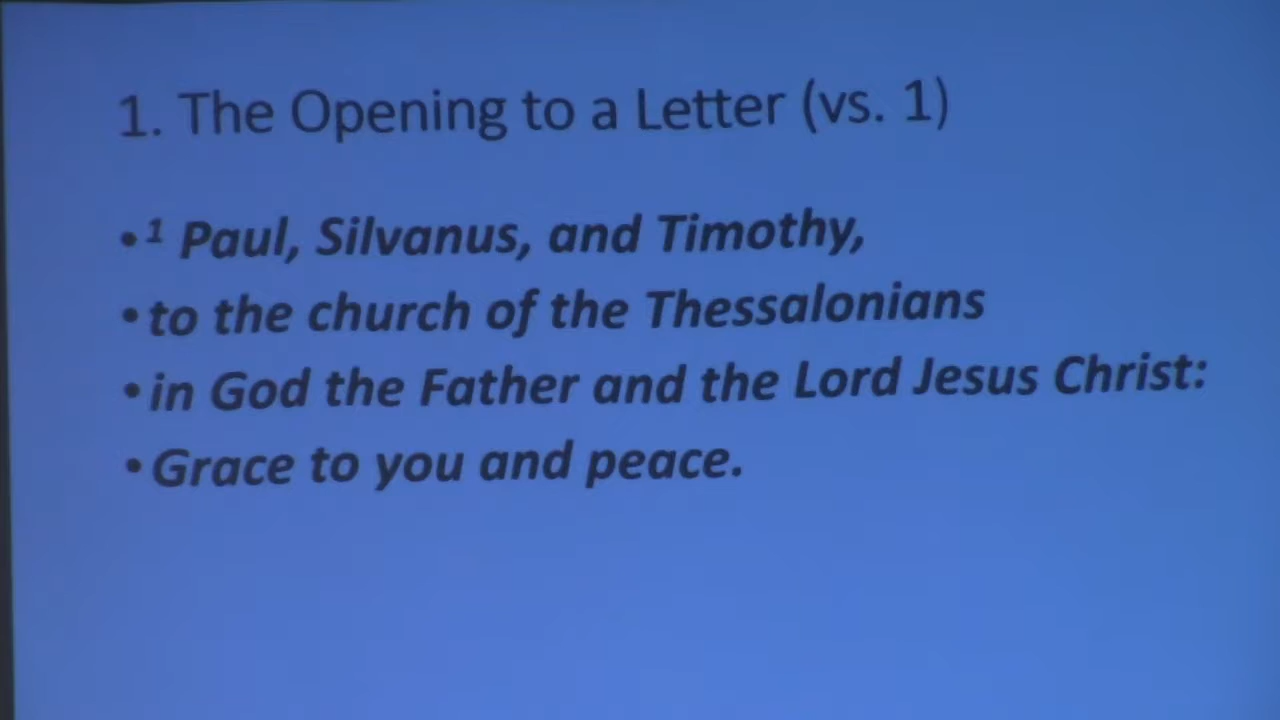 1. The Opening to a Letter (vs. 1)
•¹ Paul, Silvanus, and Timothy,
•to the church of the Thessalonians
•in God the Father and the Lord Jesus Christ:
•Grace to you and peace.